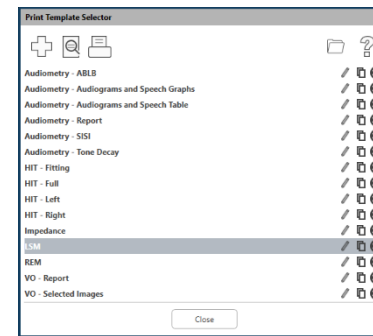 Print Template Selector
Audiometry - ABLB
Audiometry - Audiograms and Speech Graphs
Audiometry - Audiograms and Speech Table
Audiometry - Report
Audiometry - SISI
Audiometry - Tone Decay
HIT - Fitting
HIT - Full
HIT - Left
HIT - Right
Impedance
LSM
REM
VO - Report
VO - Selected Images
Close